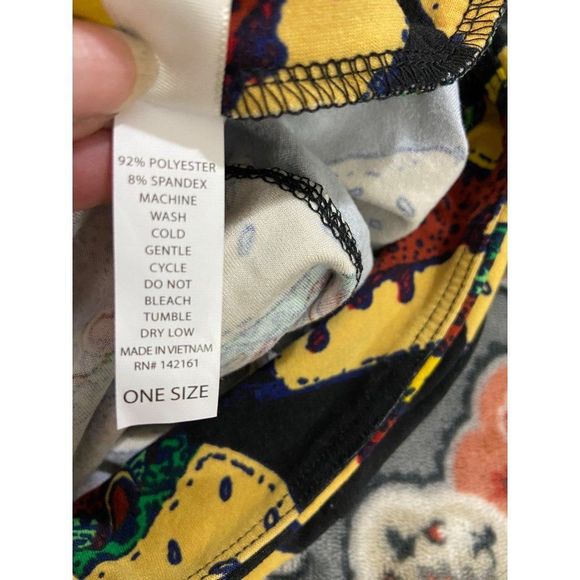 92% POLYESTER
8% SPANDEX
MACHINE
WASH
COLD
GENTLE
CYCLE
DO NOT
BLEACH
TUMBLE
DRY LOW
MADE IN VIETNAM
RN# 142161
ONE SIZE